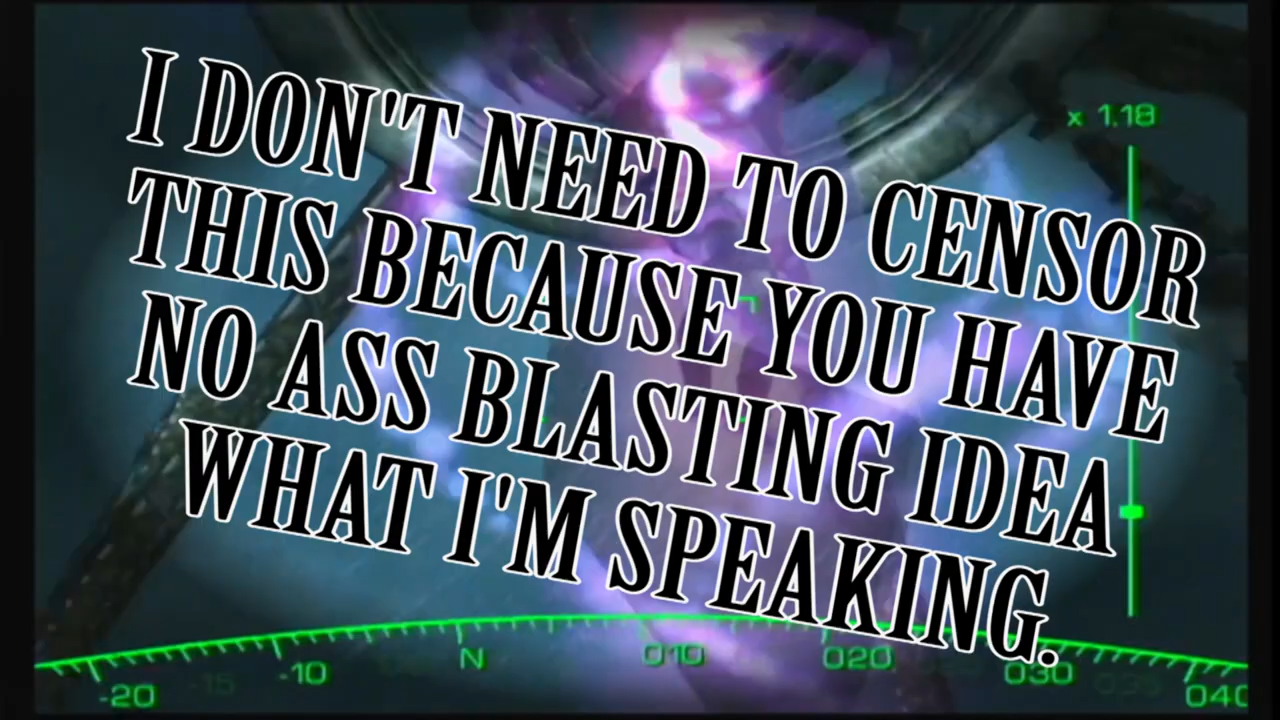 I DON'T NEED TO CENSOR
THIS BECAUSE YOU HAVE
NO ASS BLASTING IDEA
WHAT I'M SPEAKING.
x 1.18
-20
-15
-10
N
010
020
030
040